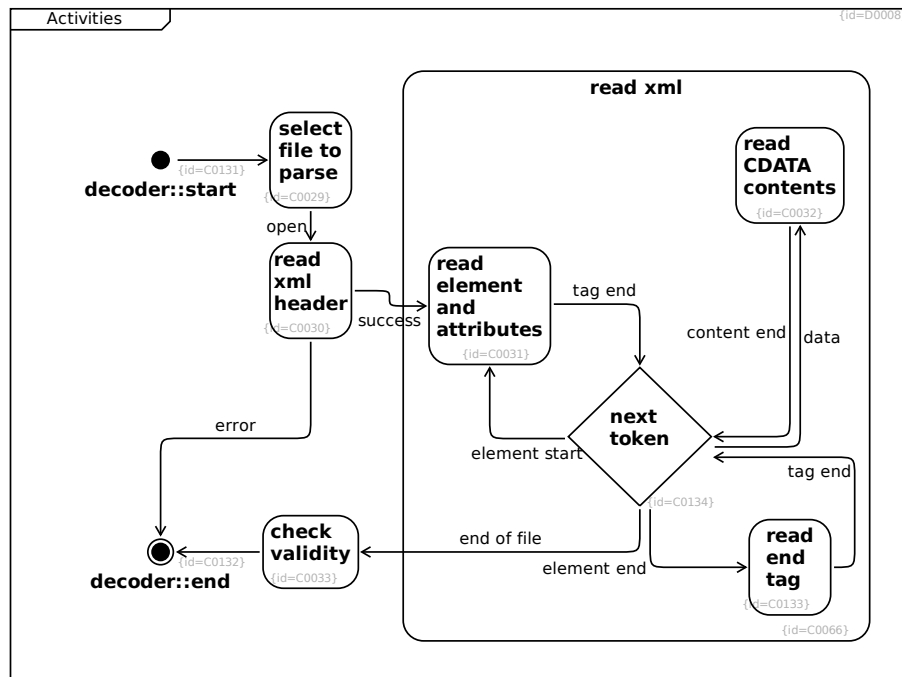 Activities
{id=D0008
read xml
select
file to
parse
{id=C0029}
{id=C0131}
decoder::start
read
CDATA
contents
{id=C0032}
open
read
xml
header
{id=C0030}
success
read
element
and
attributes
{id=C0031}
tag end
content end
data
next
token
{id=C0134}
element start
error
tag end
end of file
element end
check
validity
{id=C0033}
{id=C0132}
decoder::end
read
end
tag
{id=C0133}
{id=C0066}